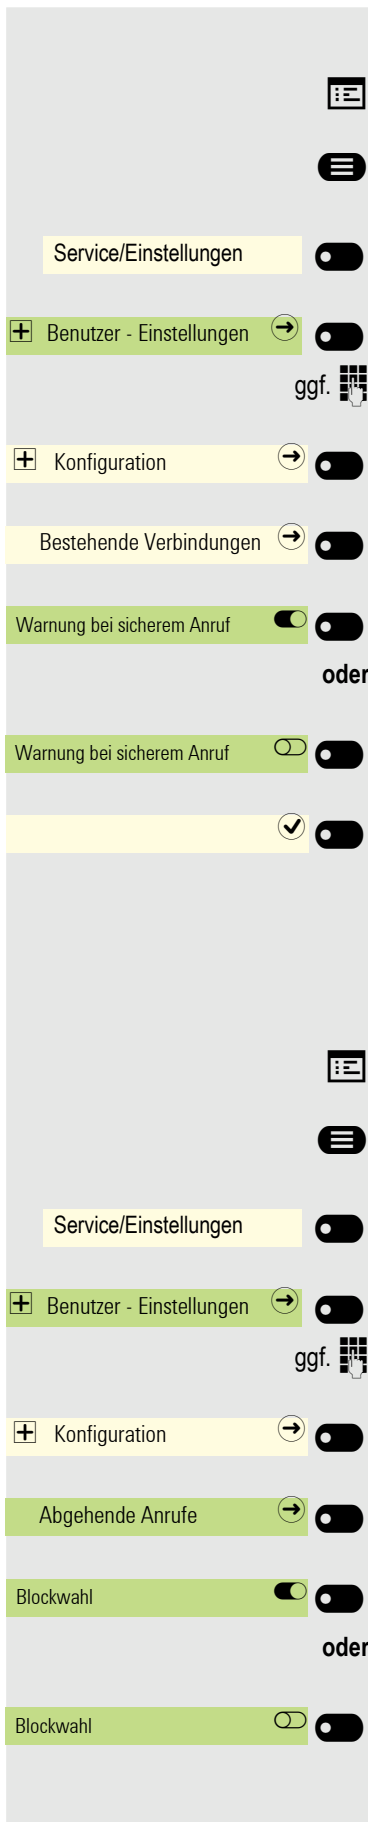 Service/Einstellungen
Benutzer - Einstellungen
ggf.
Konfiguration
Bestehende Verbindungen
Warnung bei sicherem Anruf
oder
Warnung bei sicherem Anruf
Service/Einstellungen
Benutzer - Einstellungen
ggf.
Konfiguration
Abgehende Anrufe
Blockwahl
oder
Blockwahl